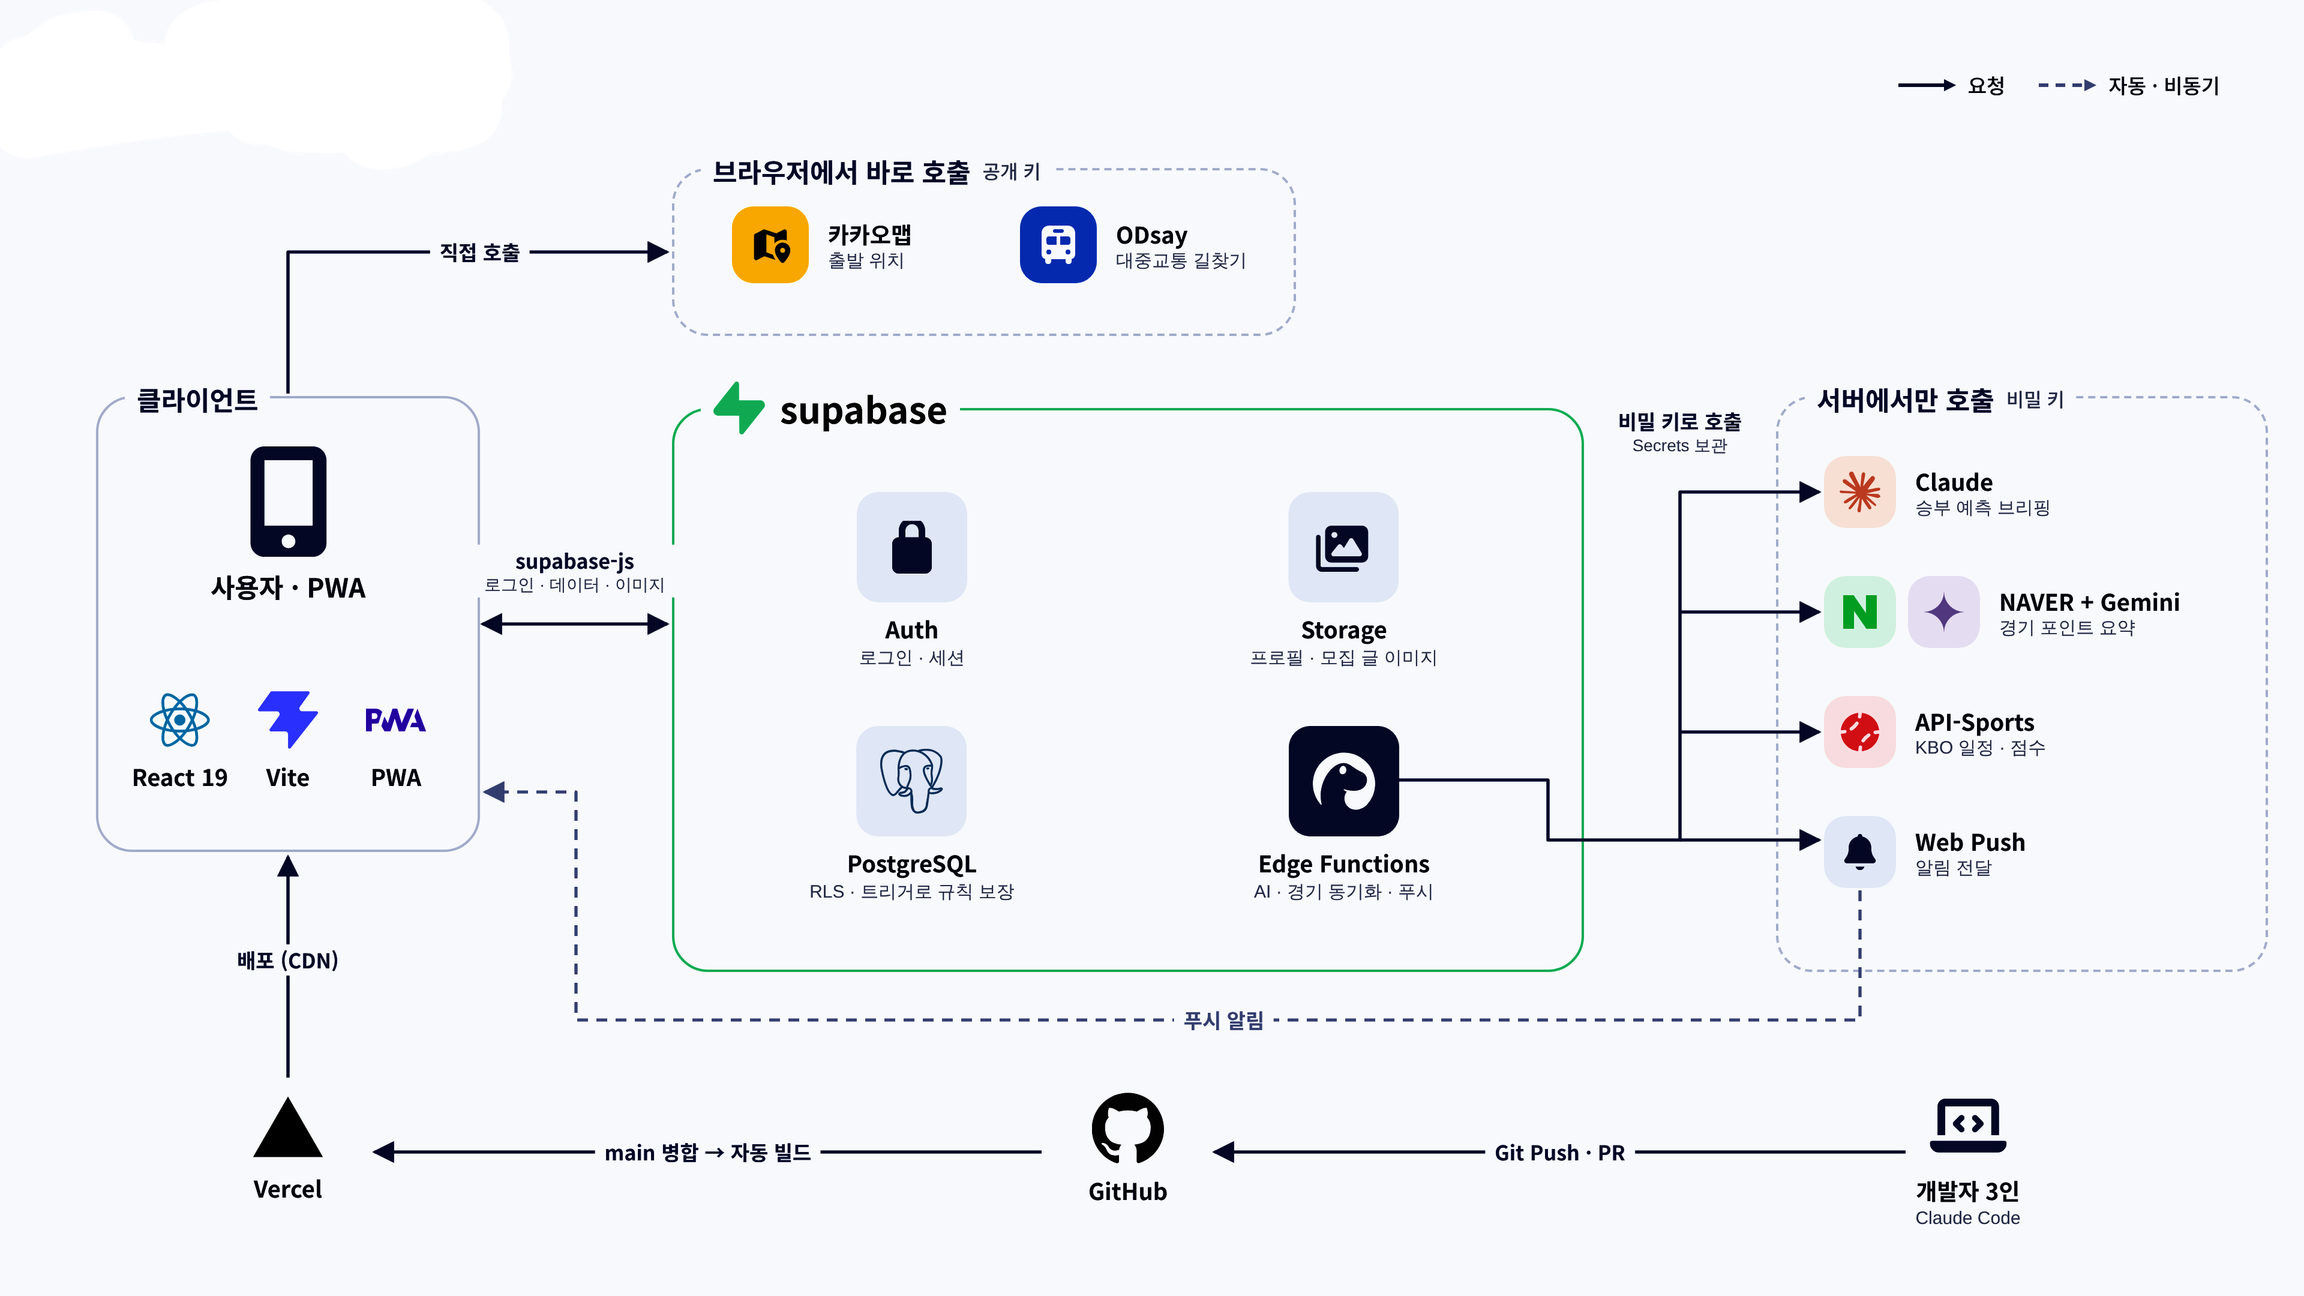 요청
자동 · 비동기
브라우저에서 바로 호출 공개 키
카카오맵
출발 위치
ODsay
대중교통 길찾기
직접 호출
클라이언트
사용자 · PWA
React 19
Vite
PWA
PWA
supabase-js
로그인 · 데이터 · 이미지
supabase
Auth
로그인 · 세션
Storage
프로필 · 모집 글 이미지
PostgreSQL
RLS · 트리거로 규칙 보장
Edge Functions
AI · 경기 동기화 · 푸시
비밀 키로 호출
Secrets 보관
서버에서만 호출 비밀 키
Claude
승부 예측 브리핑
N
NAVER + Gemini
경기 포인트 요약
API-Sports
KBO 일정 · 점수
Web Push
알림 전달
푸시 알림
배포 (CDN)
Vercel
main 병합 → 자동 빌드
GitHub
Git Push · PR
개발자 3인
Claude Code